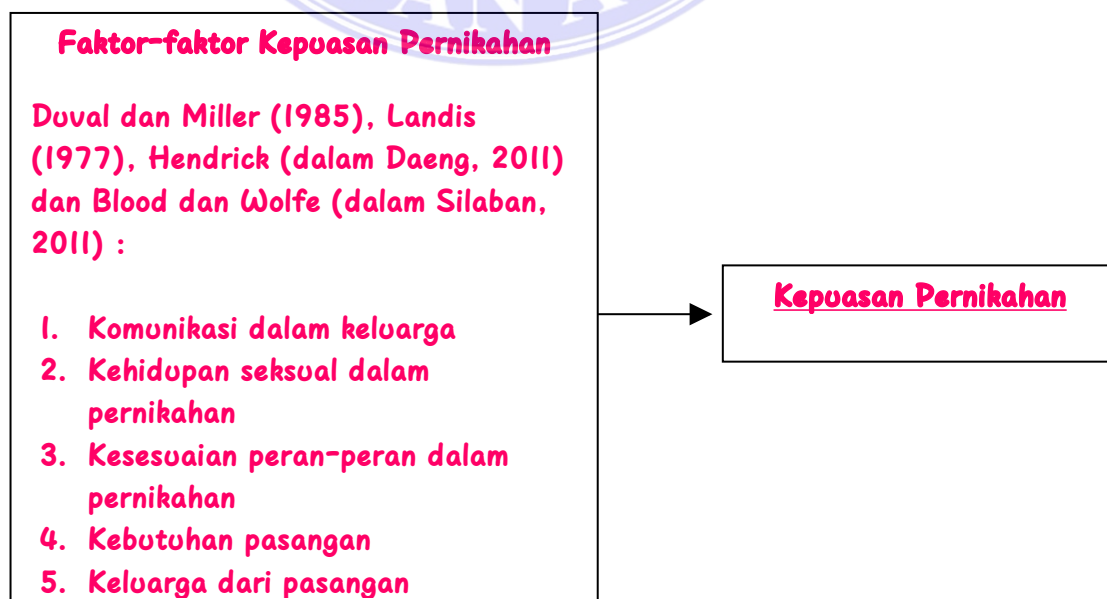 Faktor-faktor Kepuasan Pernikahan
Duval dan Miller (1985), Landis
(1977), Hendrick (dalam Daeng, 2011)
dan Blood dan Wolfe (dalam Silaban,
2011) :
1. Komunikasi dalam keluarga
2. Kehidupan seksual dalam
pernikahan
3. Kesesuaian peran-peran dalam
pernikahan
4. Kebutuhan pasangan
5. Keluarga dari pasangan
Kepuasan Pernikahan